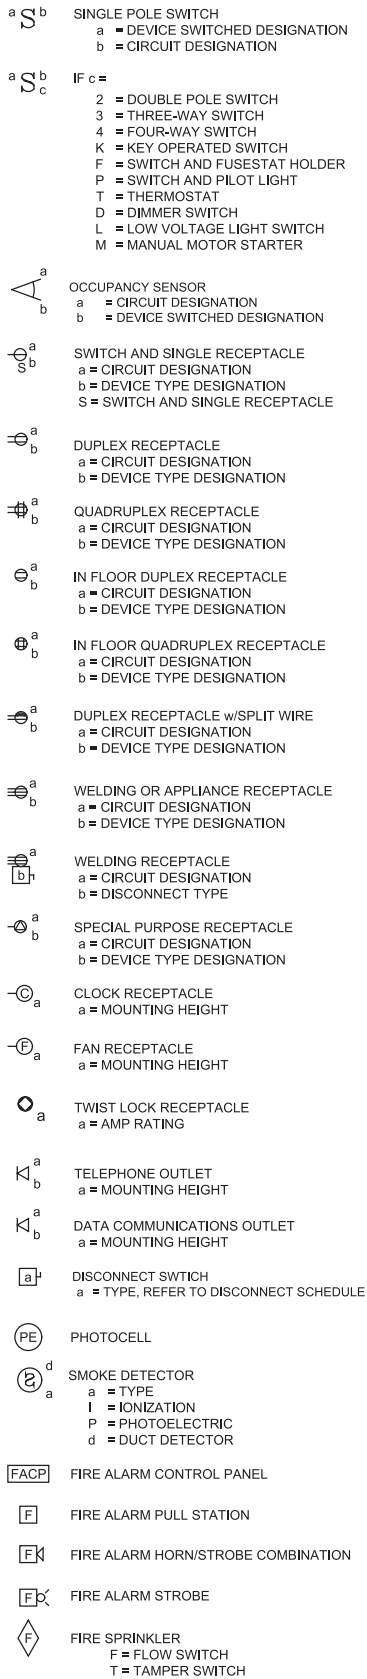 a S b SINGLE POLE SWITCH
a = DEVICE SWITCHED DESIGNATION
b = CIRCUIT DESIGNATION
a S b c IF c =
2 = DOUBLE POLE SWITCH
3 = THREE-WAY SWITCH
4 = FOUR-WAY SWITCH
K = KEY OPERATED SWITCH
F = SWITCH AND FUSESTAT HOLDER
P = SWITCH AND PILOT LIGHT
T = THERMOSTAT
D = DIMMER SWITCH
L = LOW VOLTAGE LIGHT SWITCH
M = MANUAL MOTOR STARTER
a
b
OCCUPANCY SENSOR
a = CIRCUIT DESIGNATION
b = DEVICE SWITCHED DESIGNATION
a
S b
SWITCH AND SINGLE RECEPTACLE
a = CIRCUIT DESIGNATION
b = DEVICE TYPE DESIGNATION
S = SWITCH AND SINGLE RECEPTACLE
a
b
DUPLEX RECEPTACLE
a = CIRCUIT DESIGNATION
b = DEVICE TYPE DESIGNATION
a
b
QUADRUPLEX RECEPTACLE
a = CIRCUIT DESIGNATION
b = DEVICE TYPE DESIGNATION
a
b
IN FLOOR DUPLEX RECEPTACLE
a = CIRCUIT DESIGNATION
b = DEVICE TYPE DESIGNATION
a
b
IN FLOOR QUADRUPLEX RECEPTACLE
a = CIRCUIT DESIGNATION
b = DEVICE TYPE DESIGNATION
a
b
DUPLEX RECEPTACLE w/SPLIT WIRE
a = CIRCUIT DESIGNATION
b = DEVICE TYPE DESIGNATION
a
b
WELDING OR APPLIANCE RECEPTACLE
a = CIRCUIT DESIGNATION
b = DEVICE TYPE DESIGNATION
a
b
WELDING RECEPTACLE
a = CIRCUIT DESIGNATION
b = DISCONNECT TYPE
a
b
SPECIAL PURPOSE RECEPTACLE
a = CIRCUIT DESIGNATION
b = DEVICE TYPE DESIGNATION
C a CLOCK RECEPTACLE
a = MOUNTING HEIGHT
F a FAN RECEPTACLE
a = MOUNTING HEIGHT
a TWIST LOCK RECEPTACLE
a = AMP RATING
a
b
TELEPHONE OUTLET
a = MOUNTING HEIGHT
a
b
DATA COMMUNICATIONS OUTLET
a = MOUNTING HEIGHT
a DISCONNECT SWTICH
a = TYPE, REFER TO DISCONNECT SCHEDULE
PE PHOTOCELL
d
a
SMOKE DETECTOR
a = TYPE
I = IONIZATION
P = PHOTOELECTRIC
d = DUCT DETECTOR
FACP FIRE ALARM CONTROL PANEL
F FIRE ALARM PULL STATION
F FIRE ALARM HORN/STROBE COMBINATION
F FIRE ALARM STROBE
F FIRE SPRINKLER
F = FLOW SWITCH
T = TAMPER SWITCH